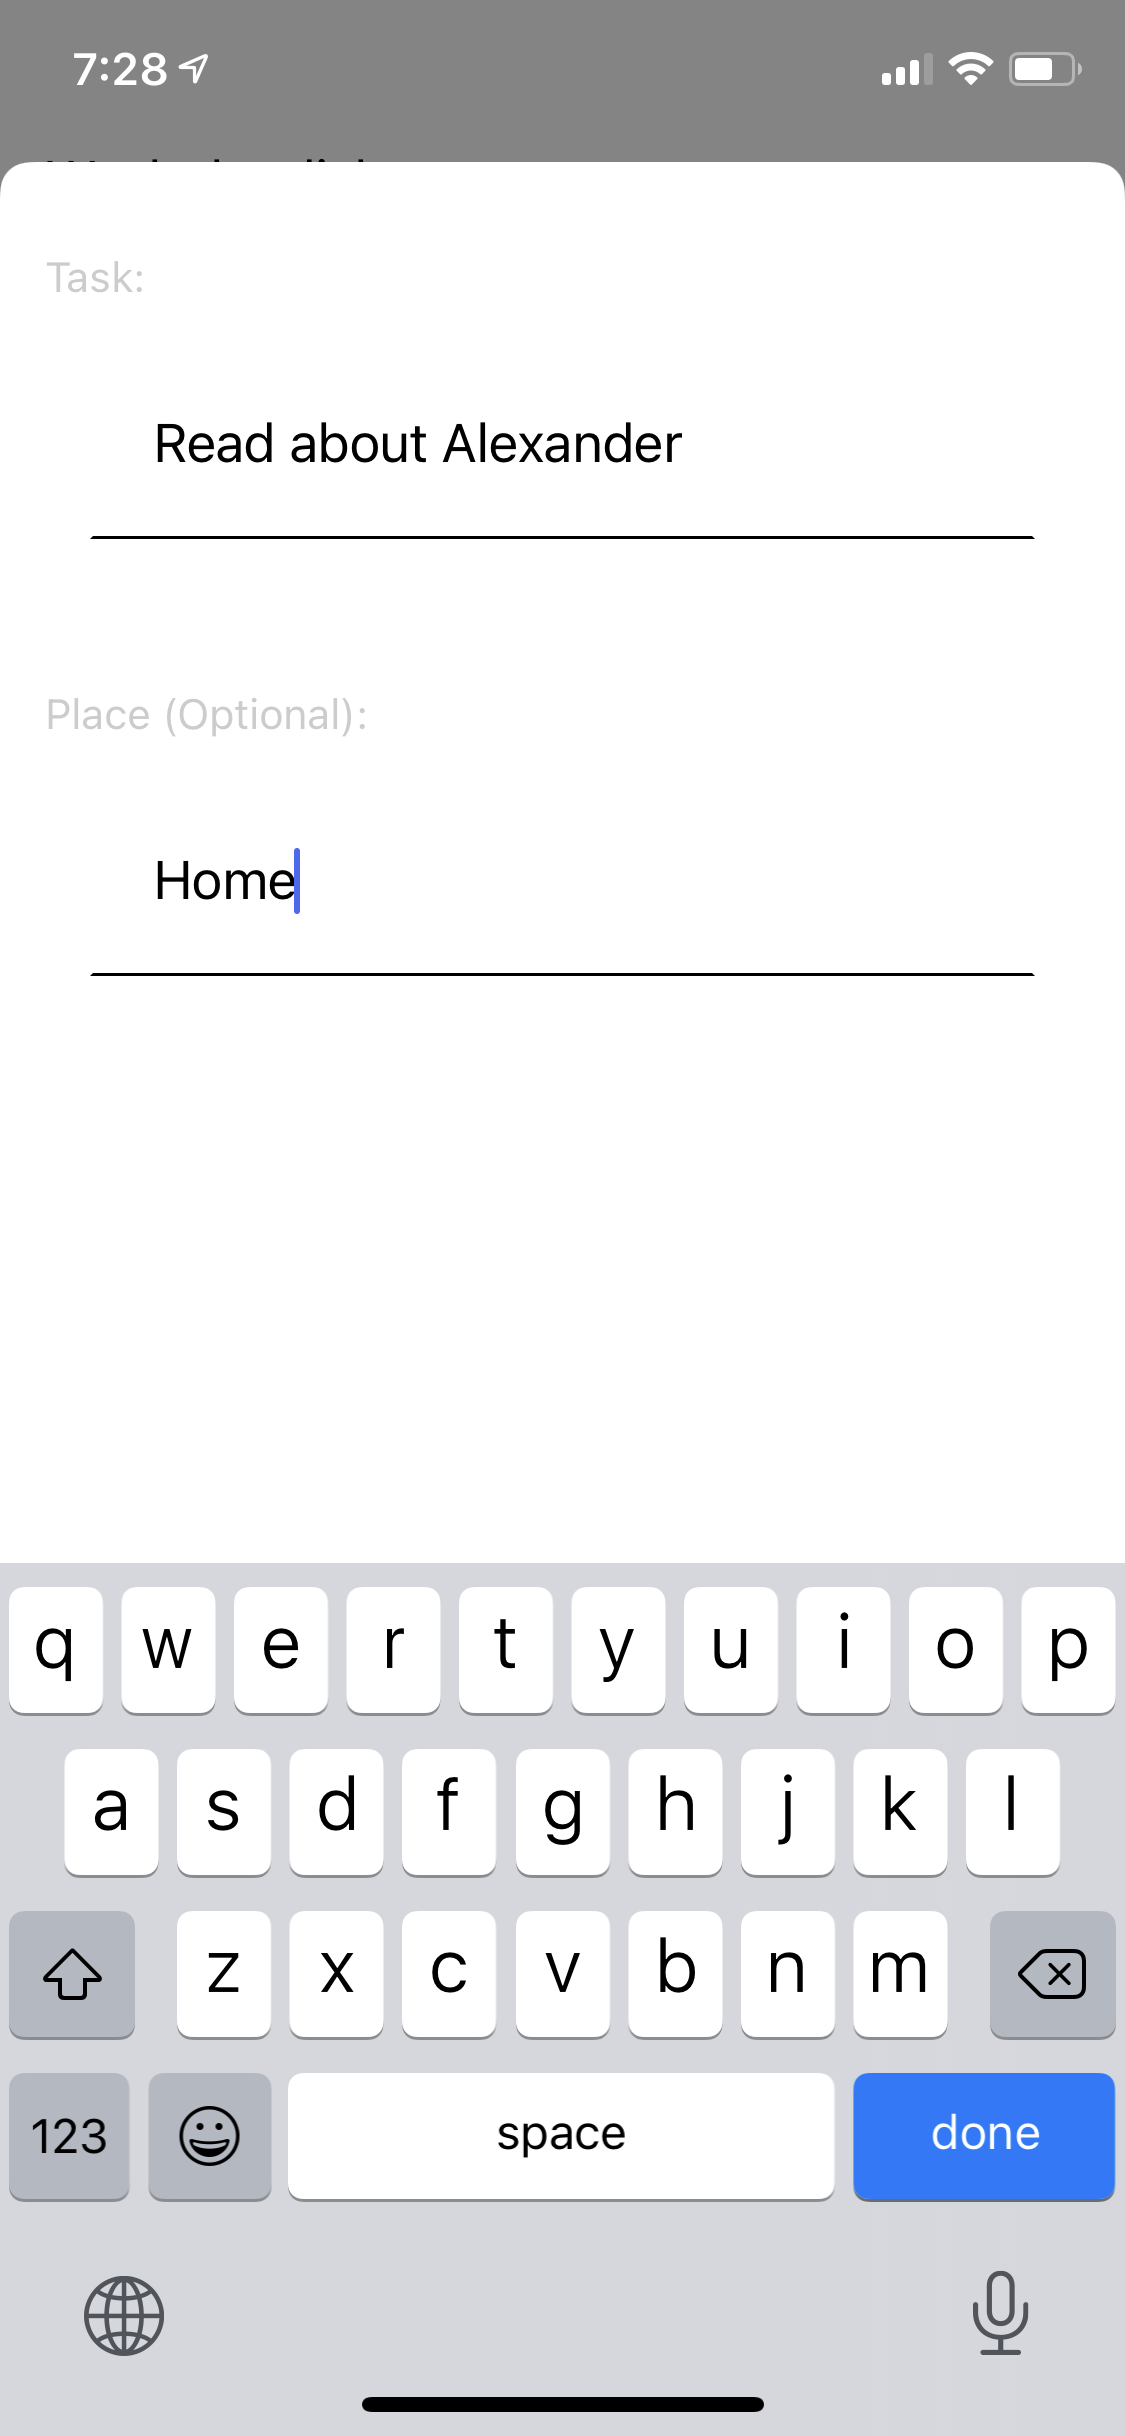 7:28
Task:
Read about Alexander
Place (Optional):
Home
q w e r t y u i o p
a s d f g h j k l
z x c v b n m
123 space done